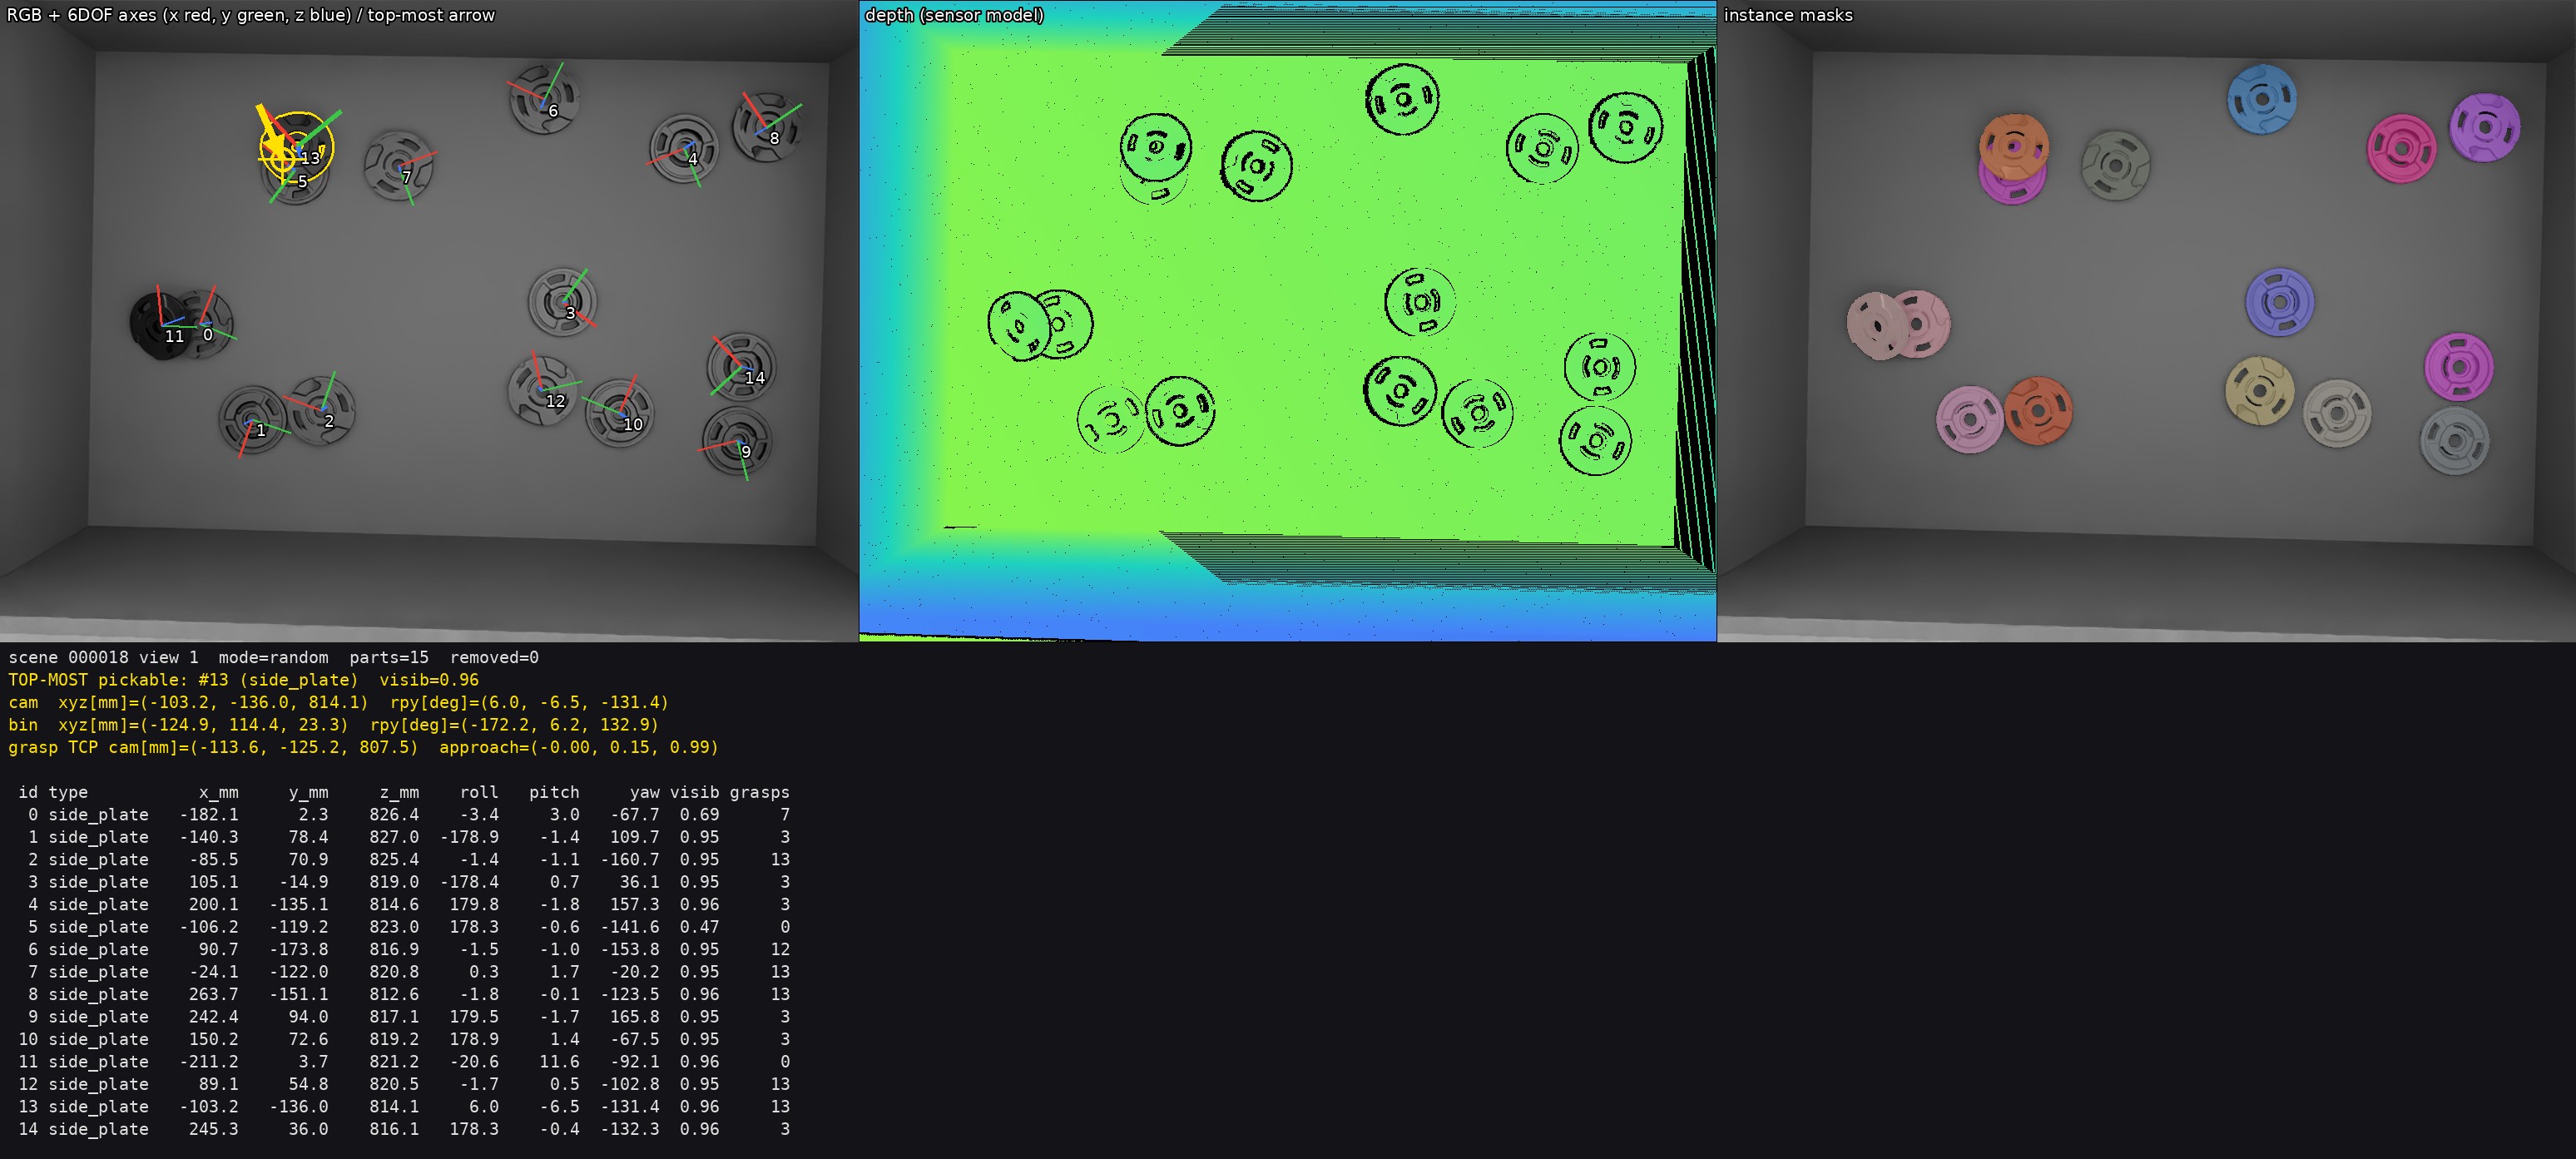 RGB + 6DOF axes (x red, y green, z blue) / top-most arrow
depth (sensor model)
instance masks
6
8
13
4
5
7
3
11
0
14
12
2
10
1
9
scene 000018 view 1  mode=random  parts=15  removed=0
TOP-MOST pickable: #13 (side_plate)  visib=0.96
cam  xyz[mm]=(-103.2, -136.0, 814.1)  rpy[deg]=(6.0, -6.5, -131.4)
bin  xyz[mm]=(-124.9, 114.4, 23.3)  rpy[deg]=(-172.2, 6.2, 132.9)
grasp TCP cam[mm]=(-113.6, -125.2, 807.5)  approach=(-0.00, 0.15, 0.99)
id type x_mm y_mm z_mm roll pitch yaw visib grasps
0 side_plate -182.1 2.3 826.4 -3.4 3.0 -67.7 0.69 7
1 side_plate -140.3 78.4 827.0 -178.9 -1.4 109.7 0.95 3
2 side_plate -85.5 70.9 825.4 -1.4 -1.1 -160.7 0.95 13
3 side_plate 105.1 -14.9 819.0 -178.4 0.7 36.1 0.95 3
4 side_plate 200.1 -135.1 814.6 179.8 -1.8 157.3 0.96 3
5 side_plate -106.2 -119.2 823.0 178.3 -0.6 -141.6 0.47 0
6 side_plate 90.7 -173.8 816.9 -1.5 -1.0 -153.8 0.95 12
7 side_plate -24.1 -122.0 820.8 0.3 1.7 -20.2 0.95 13
8 side_plate 263.7 -151.1 812.6 -1.8 -0.1 -123.5 0.96 13
9 side_plate 242.4 94.0 817.1 179.5 -1.7 165.8 0.95 3
10 side_plate 150.2 72.6 819.2 178.9 1.4 -67.5 0.95 3
11 side_plate -211.2 3.7 821.2 -20.6 11.6 -92.1 0.96 0
12 side_plate 89.1 54.8 820.5 -1.7 0.5 -102.8 0.95 13
13 side_plate -103.2 -136.0 814.1 6.0 -6.5 -131.4 0.96 13
14 side_plate 245.3 36.0 816.1 178.3 -0.4 -132.3 0.96 3